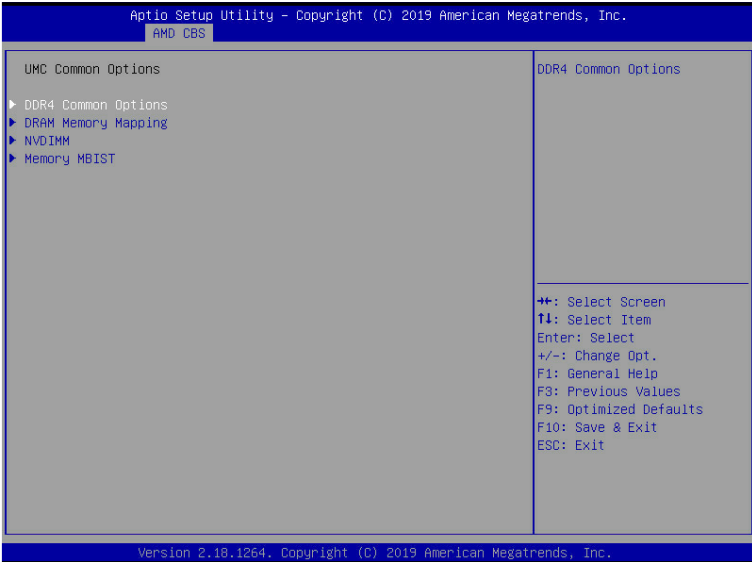 Aptio Setup Utility – Copyright (C) 2019 American Megatrends, Inc.
AMD CBS
UMC Common Options
DDR4 Common Options
DRAM Memory Mapping
NVDIMM
Memory MBIST
DDR4 Common Options
→←: Select Screen
↑↓: Select Item
Enter: Select
+/-: Change Opt.
F1: General Help
F3: Previous Values
F9: Optimized Defaults
F10: Save & Exit
ESC: Exit
Version 2.18.1264. Copyright (C) 2019 American Megatrends, Inc.